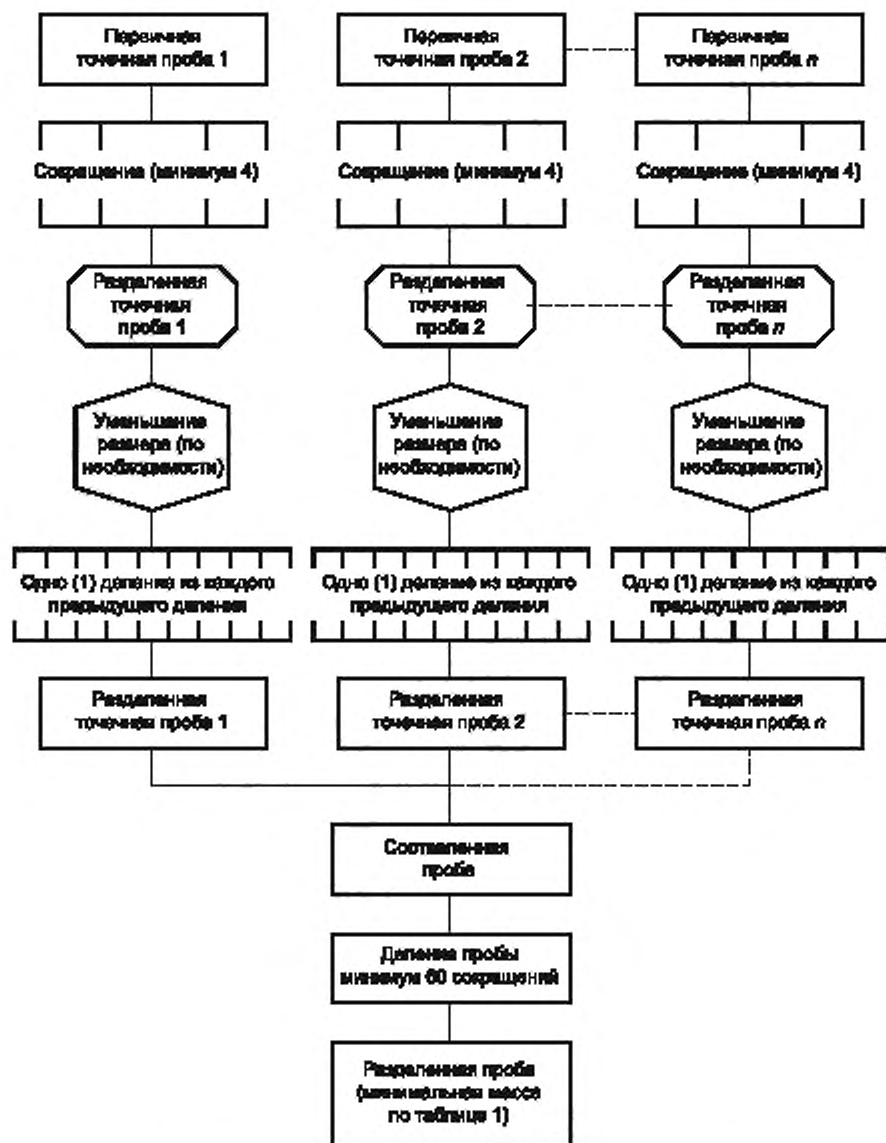 Первичная
точечная проба 1
Первичная
точечная проба 2
Первичная
точечная проба n
Сокращение (минимум 4)
Сокращение (минимум 4)
Сокращение (минимум 4)
Разделенная
точечная
проба 1
Разделенная
точечная
проба 2
Разделенная
точечная
проба n
Уменьшение
размера (по
необходимости)
Уменьшение
размера (по
необходимости)
Уменьшение
размера (по
необходимости)
Одно (1) деление из каждого
предыдущего деления
Одно (1) деление из каждого
предыдущего деления
Одно (1) деление из каждого
предыдущего деления
Разделенная
точечная проба 1
Разделенная
точечная проба 2
Разделенная
точечная проба n
Составленная
проба
Деление пробы
минимум 60 сокращений
Разделенная проба
(минимальная масса
по таблице 1)